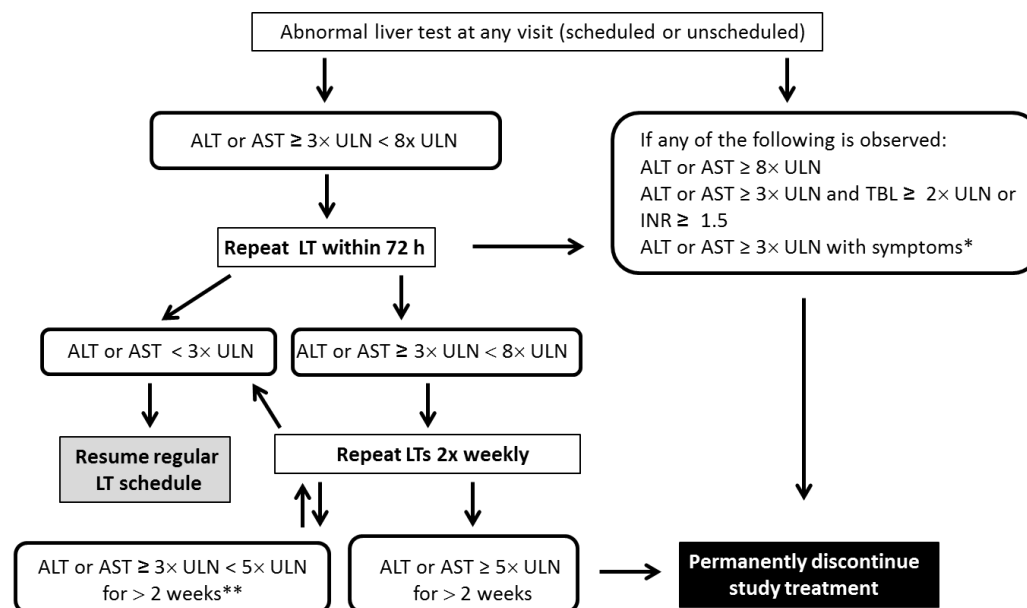 Abnormal liver test at any visit (scheduled or unscheduled)
ALT or AST ≥ 3× ULN < 8x ULN
If any of the following is observed:
ALT or AST ≥ 8× ULN
ALT or AST ≥ 3× ULN and TBL ≥ 2× ULN or
INR ≥ 1.5
ALT or AST ≥ 3× ULN with symptoms*
Repeat LT within 72 h
ALT or AST < 3× ULN
ALT or AST ≥ 3× ULN < 8× ULN
Resume regular
LT schedule
Repeat LTs 2x weekly
ALT or AST ≥ 3× ULN < 5× ULN
for > 2 weeks**
ALT or AST ≥ 5× ULN
for > 2 weeks
Permanently discontinue
study treatment